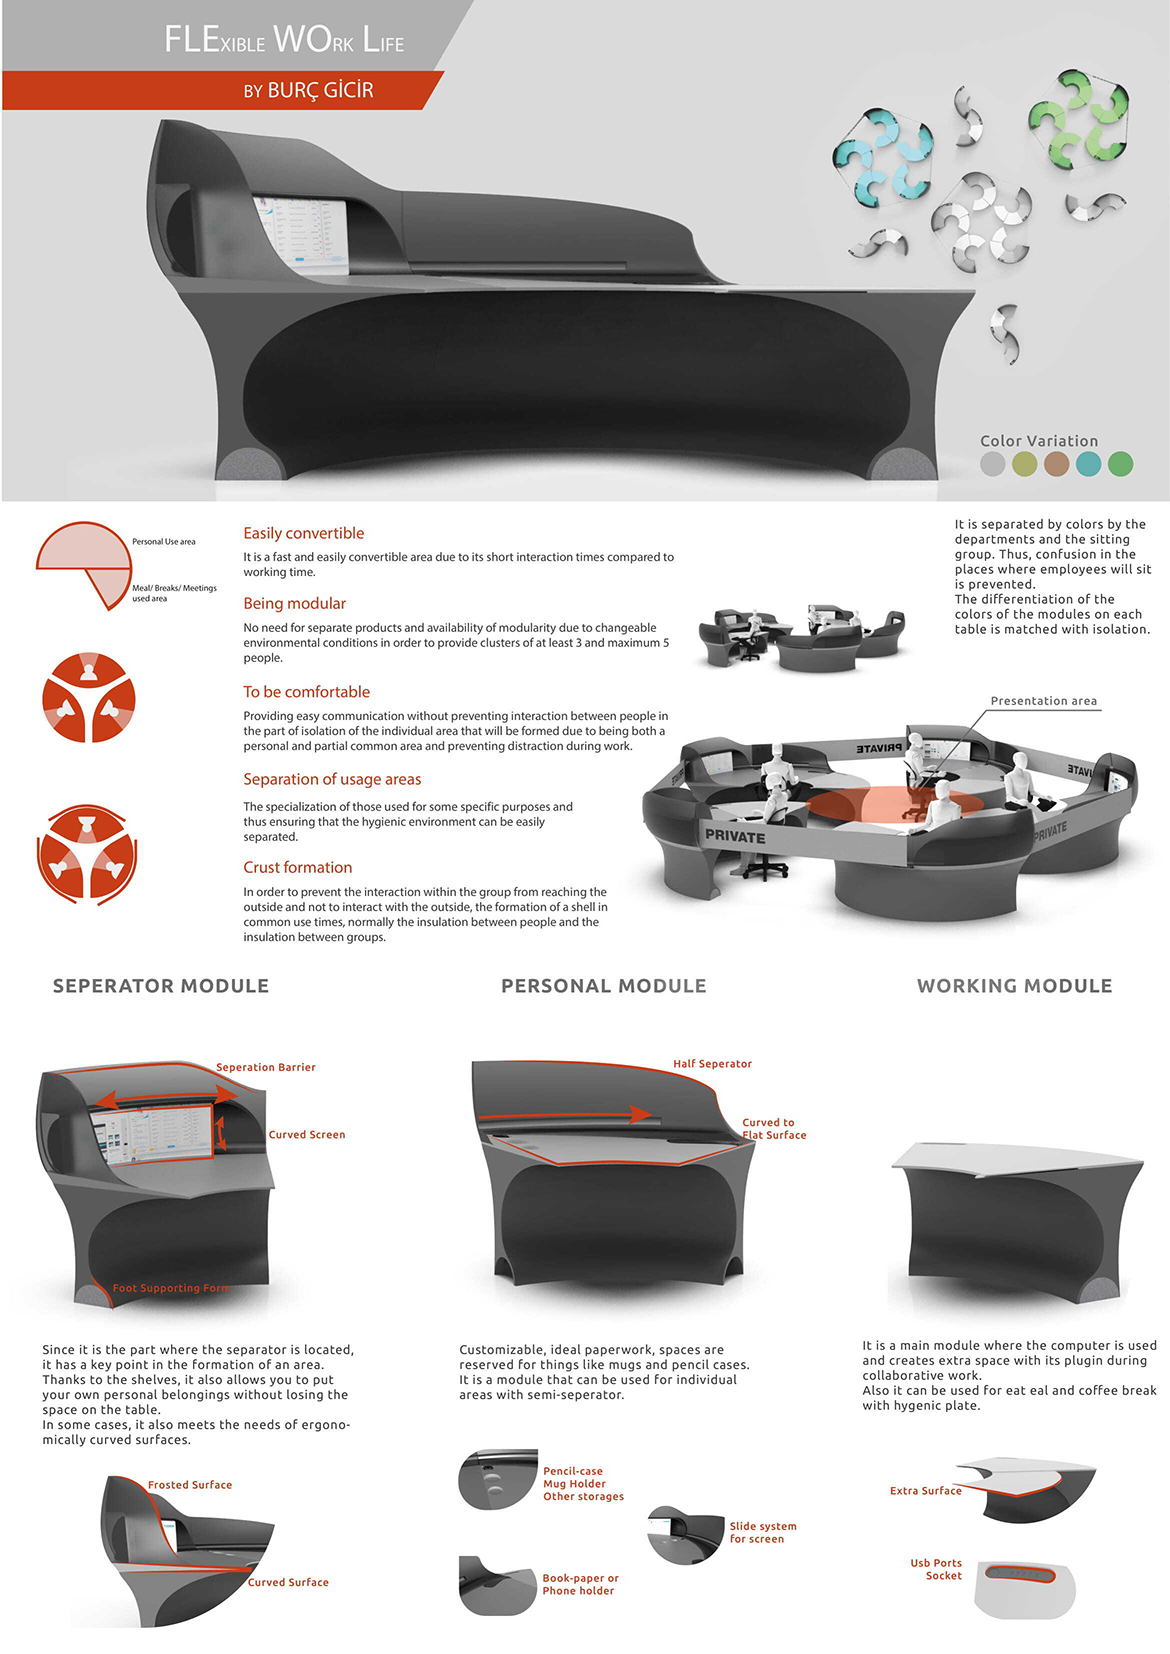 FLEXIBLE WORK LIFE
BY BURÇ GİCİR
Color Variation
Personal Use area
Meal/ Breaks/ Meetings
used area
Easily convertible
It is a fast and easily convertible area due to its short interaction times compared to
working time.
Being modular
No need for separate products and availability of modularity due to changeable
environmental conditions in order to provide clusters of at least 3 and maximum 5
people.
To be comfortable
Providing easy communication without preventing interaction between people in
the part of isolation of the individual area that will be formed due to being both a
personal and partial common area and preventing distraction during work.
Separation of usage areas
The specialization of those used for some specific purposes and
thus ensuring that the hygienic environment can be easily
separated.
Crust formation
In order to prevent the interaction within the group from reaching the
outside and not to interact with the outside, the formation of a shell in
common use times, normally the insulation between people and the
insulation between groups.
It is separated by colors by the
departments and the sitting
group. Thus, confusion in the
places where employees will sit
is prevented.
The differentiation of the
colors of the modules on each
table is matched with isolation.
Presentation area
PRIVATE
PRIVATE
PRIVATE
PRIVATE
PRIVATE
SEPERATOR MODULE
Seperation Barrier
Curved Screen
Foot Supporting Form
Since it is the part where the separator is located,
it has a key point in the formation of an area.
Thanks to the shelves, it also allows you to put
your own personal belongings without losing the
space on the table.
In some cases, it also meets the needs of ergono-
mically curved surfaces.
Frosted Surface
Curved Surface
PERSONAL MODULE
Half Seperator
Curved to
Flat Surface
Customizable, ideal paperwork, spaces are
reserved for things like mugs and pencil cases.
It is a module that can be used for individual
areas with semi-seperator.
Pencil-case
Mug Holder
Other storages
Slide system
for screen
Book-paper or
Phone holder
WORKING MODULE
It is a main module where the computer is used
and creates extra space with its plugin during
collaborative work.
Also it can be used for eat eal and coffee break
with hygenic plate.
Extra Surface
Usb Ports
Socket